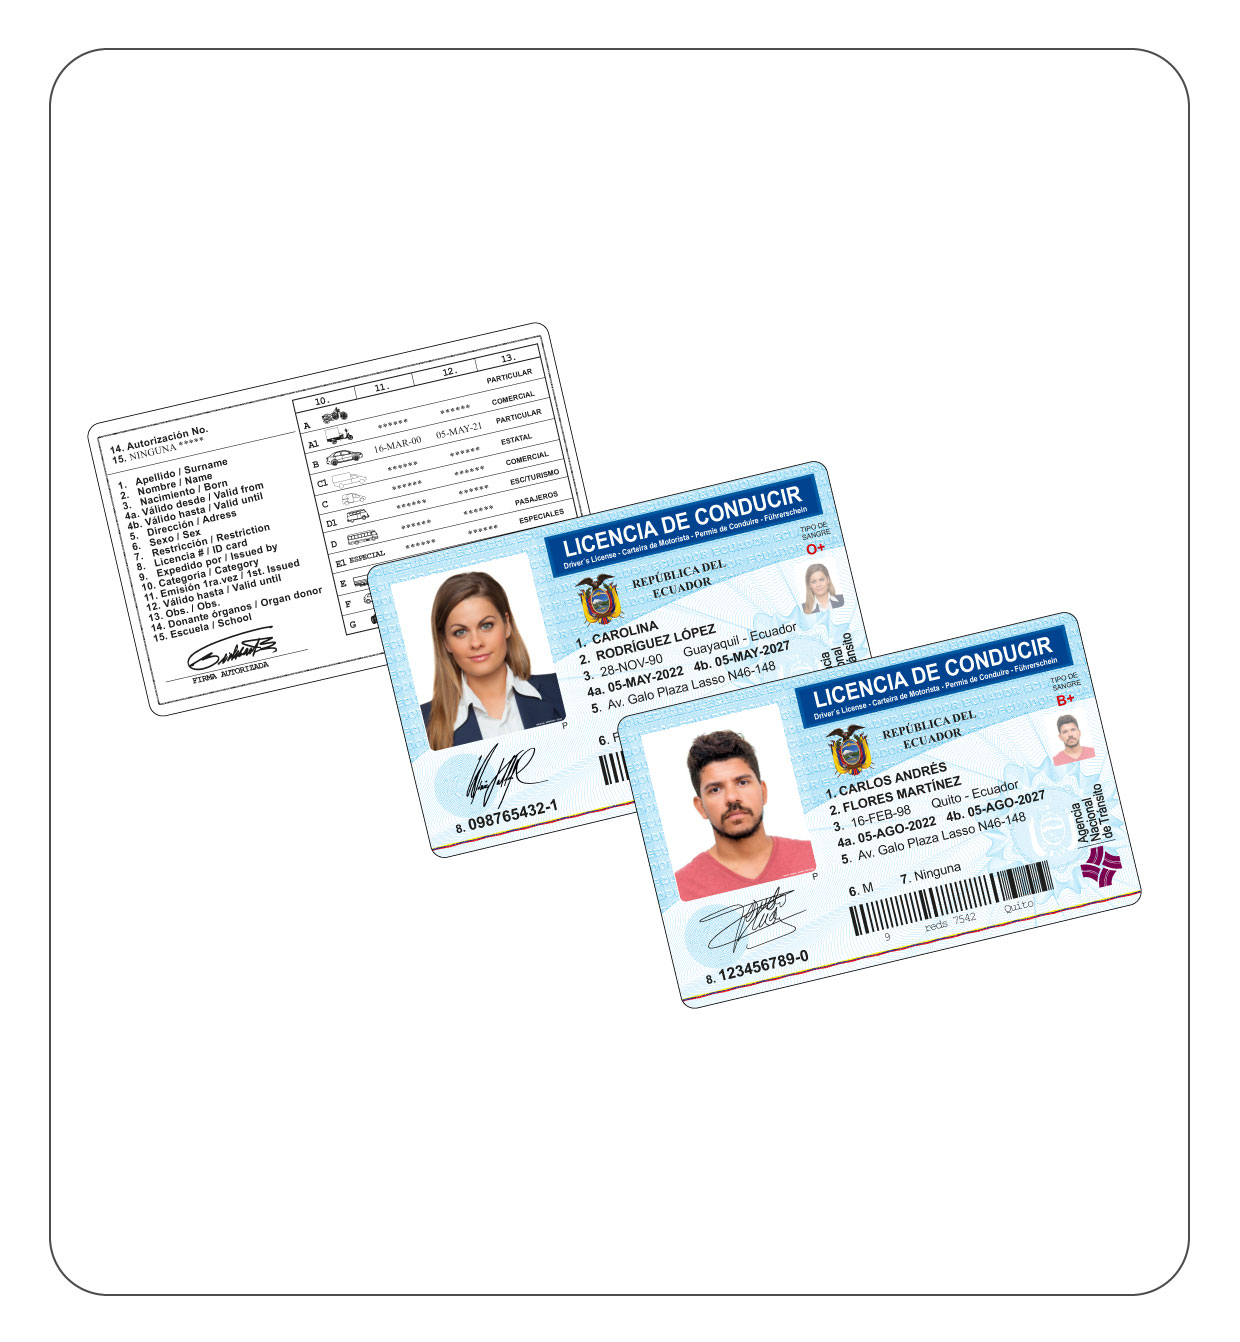 14. Autorización No.
15. NINGUNA *****
1. Apellido / Surname
2. Nombre / Name
3. Nacimiento / Born
4a. Válido desde / Valid from
4b. Válido hasta / Valid until
5. Dirección / Adress
6. Sexo / Sex
7. Restricción / Restriction
8. Licencia # / ID card
9. Expedido por / Issued by
10. Categoria / Category
11. Emisión 1ra.vez / 1st. Issued
12. Válido hasta / Valid until
13. Obs. / Obs.
14. Donante órganos / Organ donor
15. Escuela / School
FIRMA AUTORIZADA
10. 11. 12. 13.
A PARTICULAR
A1 ****** ****** COMERCIAL
B 16-MAR-00 05-MAY-21 PARTICULAR
C1 ****** ****** ESTATAL
C ****** ****** COMERCIAL
D1 ****** ****** ESC/TURISMO
D ****** ****** PASAJEROS
E1 ESPECIAL ****** ****** ESPECIALES
E
F
G
LICENCIA DE CONDUCIR
Driver´s License - Carteira de Motorista - Permis de Conduire - Führerschein
REPÚBLICA DEL
ECUADOR
TIPO DE
SANGRE
O+
1. CAROLINA
2. RODRÍGUEZ LÓPEZ
3. 28-NOV-90 Guayaquil - Ecuador
4a. 05-MAY-2022 4b. 05-MAY-2027
5. Av. Galo Plaza Lasso N46-148
P
6. F
8. 098765432-1
LICENCIA DE CONDUCIR
Driver´s License - Carteira de Motorista - Permis de Conduire - Führerschein
REPÚBLICA DEL
ECUADOR
TIPO DE
SANGRE
B+
1. CARLOS ANDRÉS
2. FLORES MARTÍNEZ
3. 16-FEB-98 Quito - Ecuador
4a. 05-AGO-2022 4b. 05-AGO-2027
5. Av. Galo Plaza Lasso N46-148
P
6. M 7. Ninguna
9 reds 7542 Quito
8. 123456789-0
Agencia
Nacional
de Tránsito